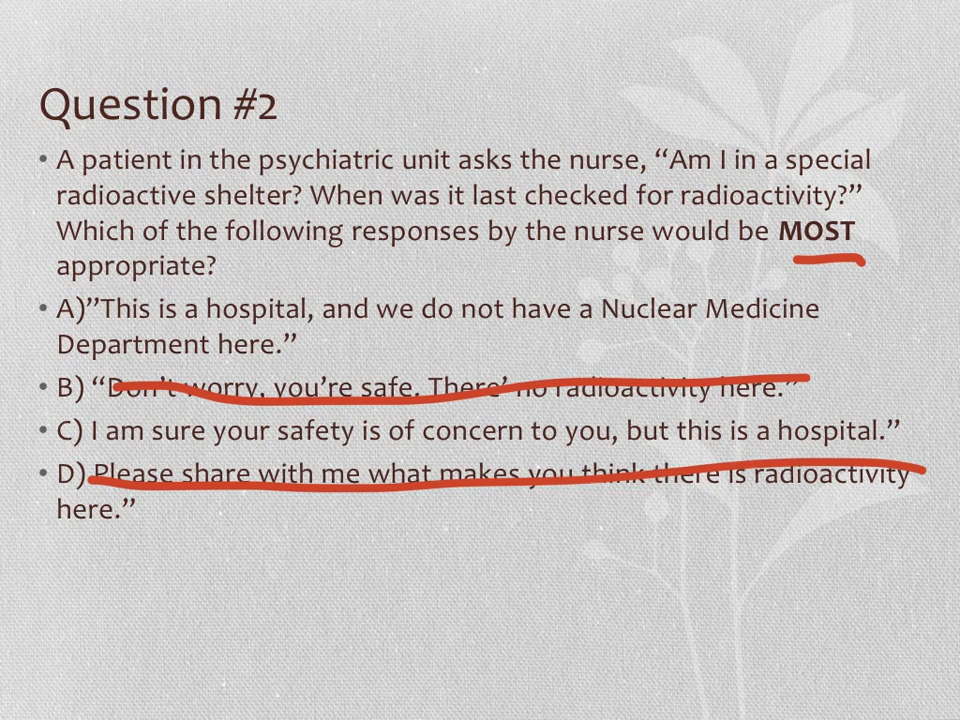 Question #2
• A patient in the psychiatric unit asks the nurse, “Am I in a special
radioactive shelter? When was it last checked for radioactivity?”
Which of the following responses by the nurse would be MOST
appropriate?
• A)”This is a hospital, and we do not have a Nuclear Medicine
Department here.”
• B) “Don’t worry, you’re safe. There’ no radioactivity here.”
• C) I am sure your safety is of concern to you, but this is a hospital.”
• D) Please share with me what makes you think there is radioactivity
here.”